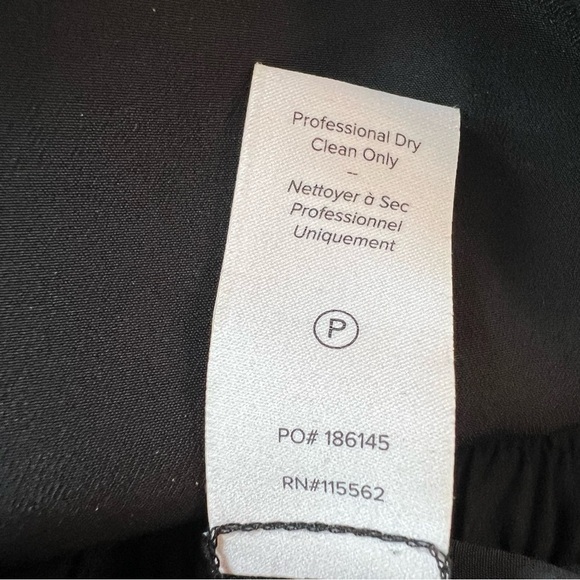 Professional Dry
Clean Only
–
Nettoyer à Sec
Professionnel
Uniquement
P
PO# 186145
RN#115562